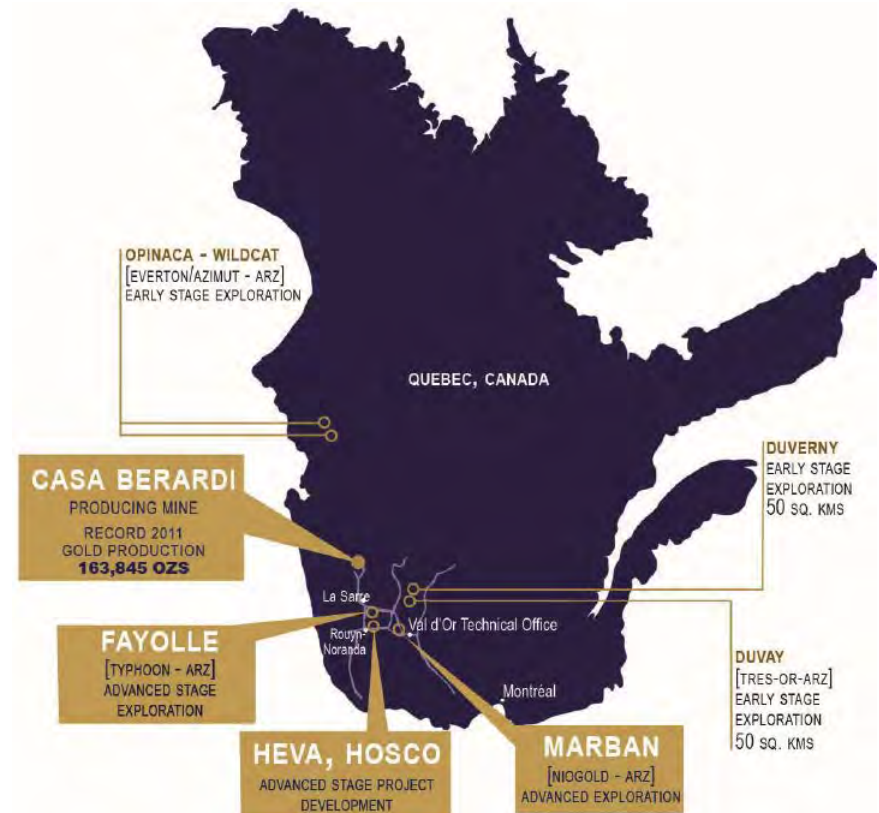 OPINACA - WILDCAT
[EVERTON/AZIMUT - ARZ]
EARLY STAGE EXPLORATION
QUEBEC, CANADA
CASA BERARDI
PRODUCING MINE
RECORD 2011
GOLD PRODUCTION
163,845 OZS
DUVERNY
EARLY STAGE
EXPLORATION
50 SQ. KMS
La Sarre
Rouyn-
Noranda
Val d'Or Technical Office
Montréal
FAYOLLE
[TYPHOON - ARZ]
ADVANCED STAGE
EXPLORATION
DUVAY
[TRES-OR-ARZ]
EARLY STAGE
EXPLORATION
50 SQ. KMS
HEVA, HOSCO
ADVANCED STAGE PROJECT
DEVELOPMENT
MARBAN
[NIOGOLD - ARZ]
ADVANCED EXPLORATION